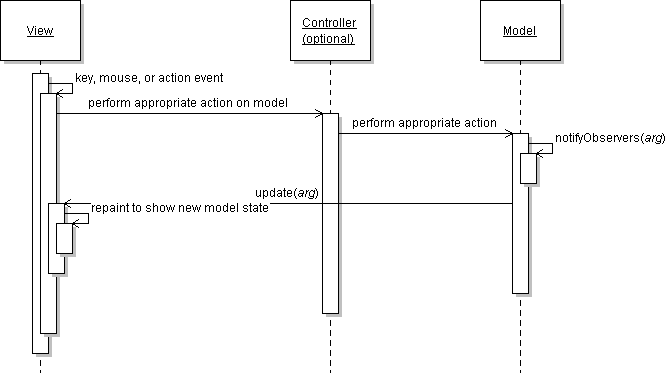 View
Controller
(optional)
Model
key, mouse, or action event
perform appropriate action on model
perform appropriate action
notifyObservers(arg)
update(arg)
repaint to show new model state